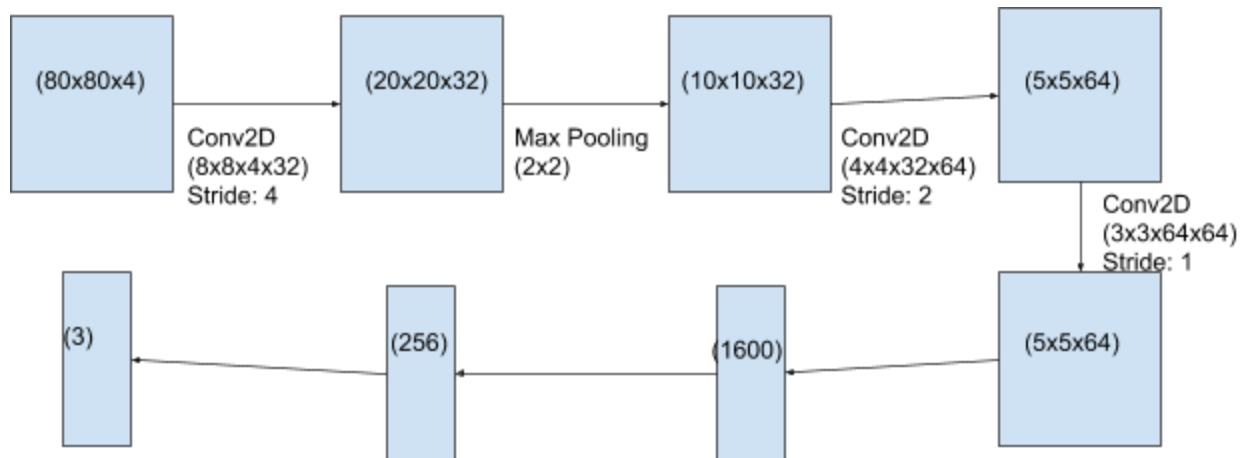 (80x80x4)
Conv2D
(8x8x4x32)
Stride: 4
(20x20x32)
Max Pooling
(2x2)
(10x10x32)
Conv2D
(4x4x32x64)
Stride: 2
(5x5x64)
Conv2D
(3x3x64x64)
Stride: 1
(5x5x64)
(1600)
(256)
(3)